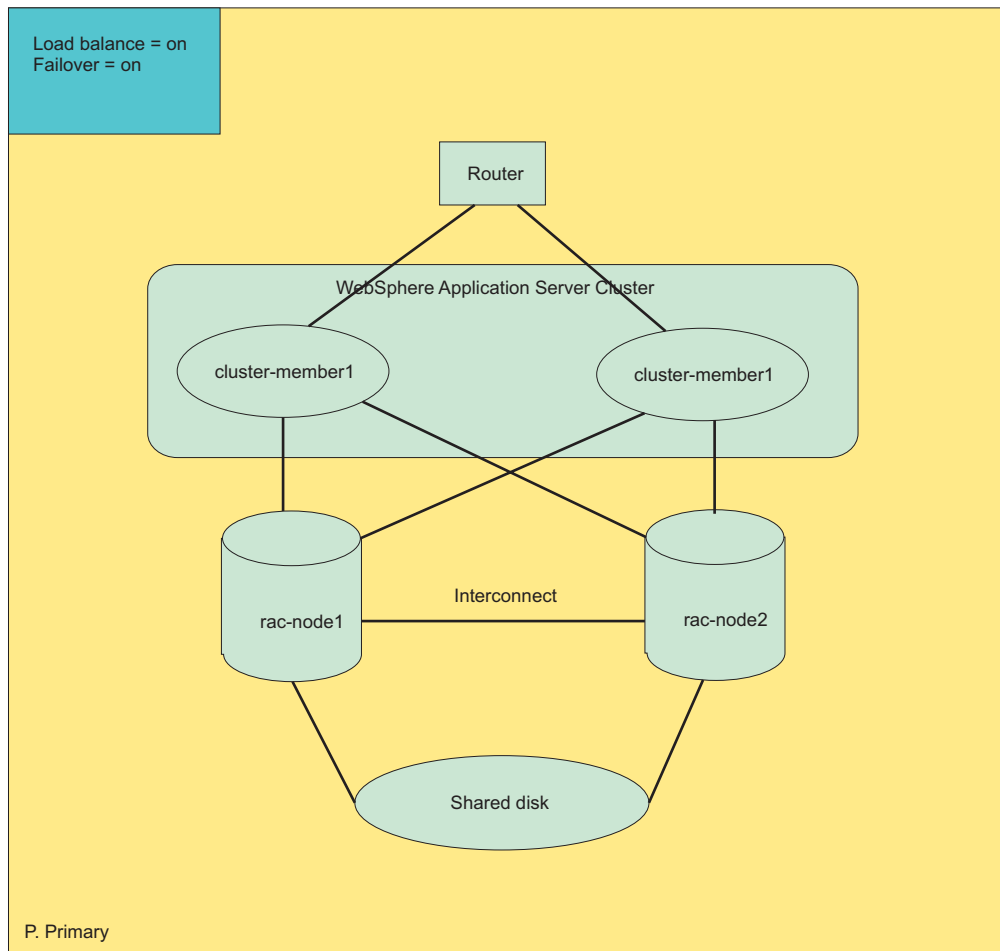 Load balance = on
Failover = on
Router
WebSphere Application Server Cluster
cluster-member1
cluster-member1
Interconnect
rac-node1
rac-node2
Shared disk
P. Primary